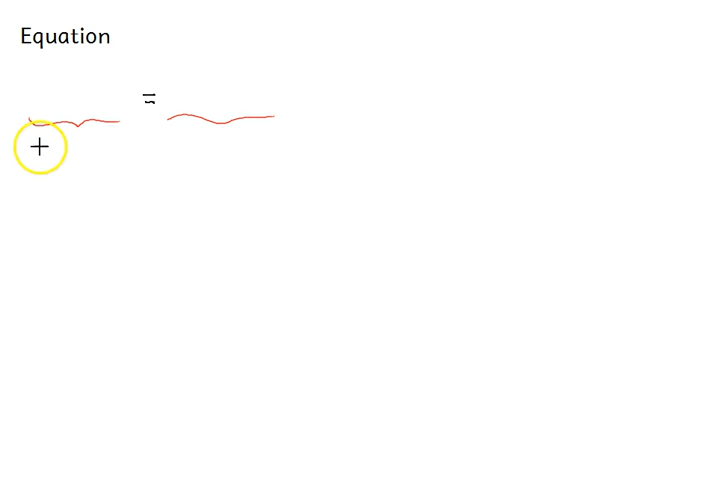 Equation
=